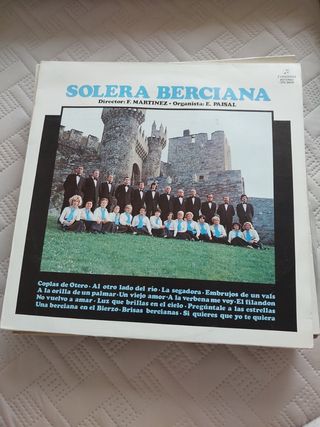 SOLERA BERCIANA
Director: F. MARTINEZ - Organista: E. PAISAL
Coplas de Otero · Al otro lado del río · La segadora · Embrujos de un vals
A la orilla de un palmar · Un viejo amor · A la verbena me voy · El filandon
No vuelvo a amar · Luz que brillas en el cielo · Pregúntale a las estrellas
Una berciana en el Bierzo · Brisas bercianas · Si quieres que yo te quiera